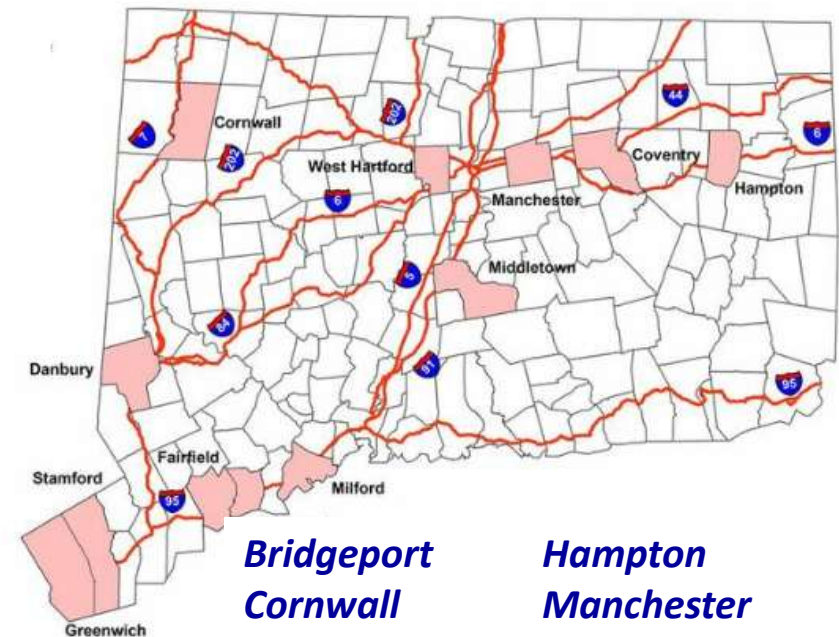 44
202
Cornwall
7
6
202
West Hartford
Coventry
6
Manchester
Hampton
Middletown
5
84
91
Danbury
95
Fairfield
Stamford
Milford
95
Greenwich
Bridgeport Hampton
Cornwall Manchester